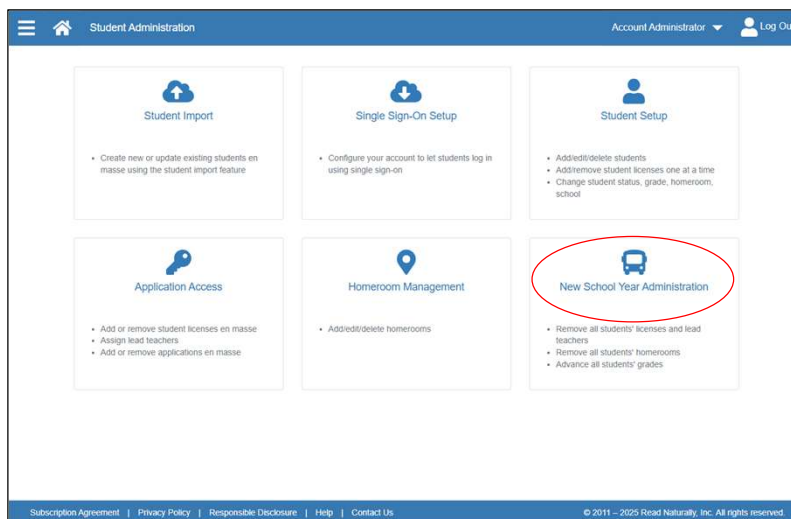 Student Administration
Account Administrator
Log Ou
Student Import
• Create new or update existing students en
masse using the student import feature
Single Sign-On Setup
• Configure your account to let students log in
using single sign-on
Student Setup
• Add/edit/delete students
• Add/remove student licenses one at a time
• Change student status, grade, homeroom,
school
Application Access
• Add or remove student licenses en masse
• Assign lead teachers
• Add or remove applications en masse
Homeroom Management
• Add/edit/delete homerooms
New School Year Administration
• Remove all students' licenses and lead
teachers
• Remove all students' homerooms
• Advance all students' grades
Subscription Agreement | Privacy Policy | Responsible Disclosure | Help | Contact Us
© 2011 – 2025 Read Naturally, Inc. All rights reserved.